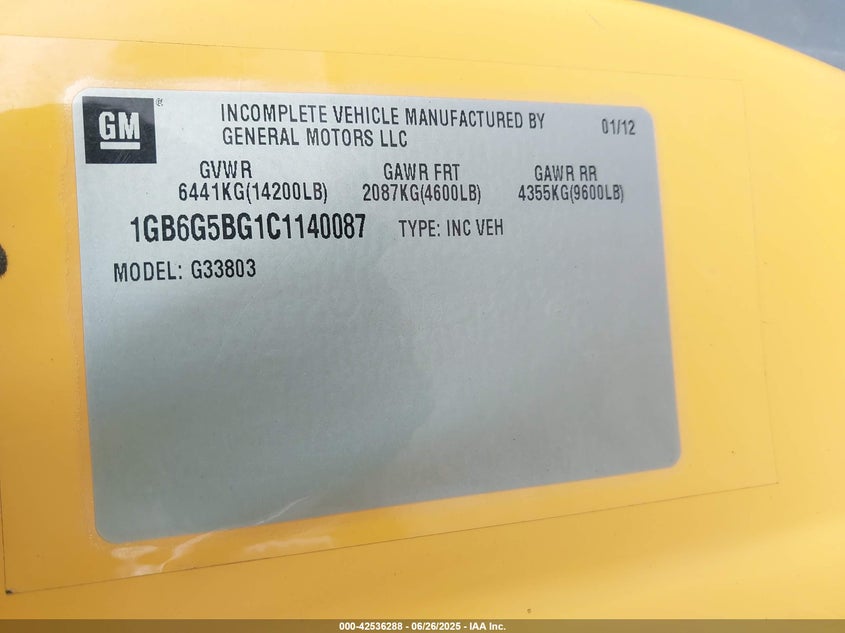 GM®
INCOMPLETE VEHICLE MANUFACTURED BY
GENERAL MOTORS LLC
01/12
GVWR GAWR FRT GAWR RR
6441KG(14200LB) 2087KG(4600LB) 4355KG(9600LB)
1GB6G5BG1C1140087 TYPE: INC VEH
MODEL: G33803
000-42536288 - 06/26/2025 - IAA Inc.